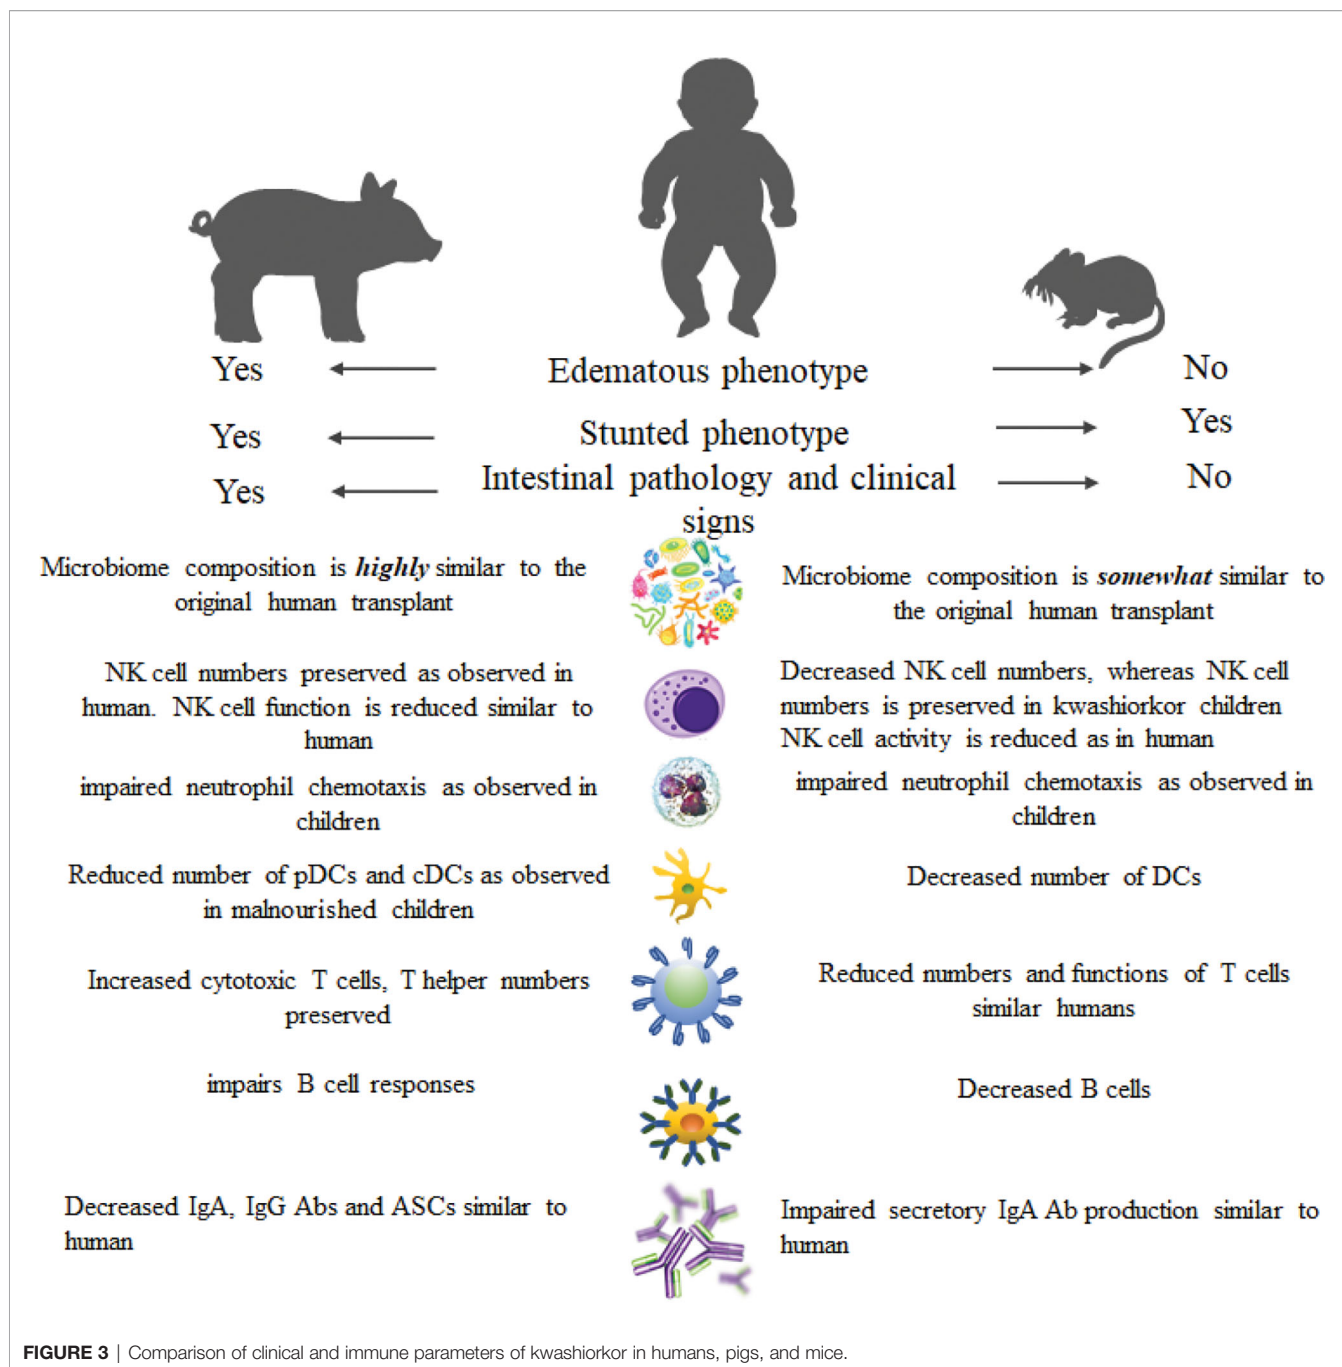 Yes
Edematous phenotype
No
Yes
Stunted phenotype
Yes
Yes
Intestinal pathology and clinical
signs
No
Microbiome composition is highly similar to the
original human transplant
Microbiome composition is somewhat similar to
the original human transplant
NK cell numbers preserved as observed in
human. NK cell function is reduced similar to
human
Decreased NK cell numbers, whereas NK cell
numbers is preserved in kwashiorkor children
NK cell activity is reduced as in human
impaired neutrophil chemotaxis as observed in
children
impaired neutrophil chemotaxis as observed in
children
Reduced number of pDCs and cDCs as observed
in malnourished children
Decreased number of DCs
Increased cytotoxic T cells, T helper numbers
preserved
Reduced numbers and functions of T cells
similar humans
impairs B cell responses
Decreased B cells
Decreased IgA, IgG Abs and ASCs similar to
human
Impaired secretory IgA Ab production similar to
human
FIGURE 3 | Comparison of clinical and immune parameters of kwashiorkor in humans, pigs, and mice.